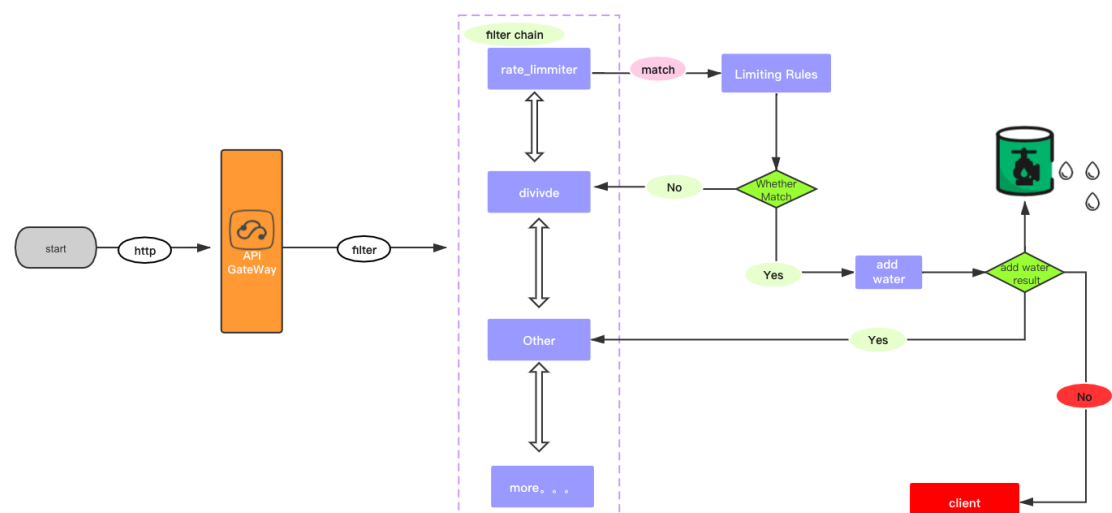 filter chain
rate_limmiter
match
Limiting Rules
divivde
No
Whether
Match
start
http
API
GateWay
filter
Yes
add
water
add water
result
Other
Yes
No
more。。。
client